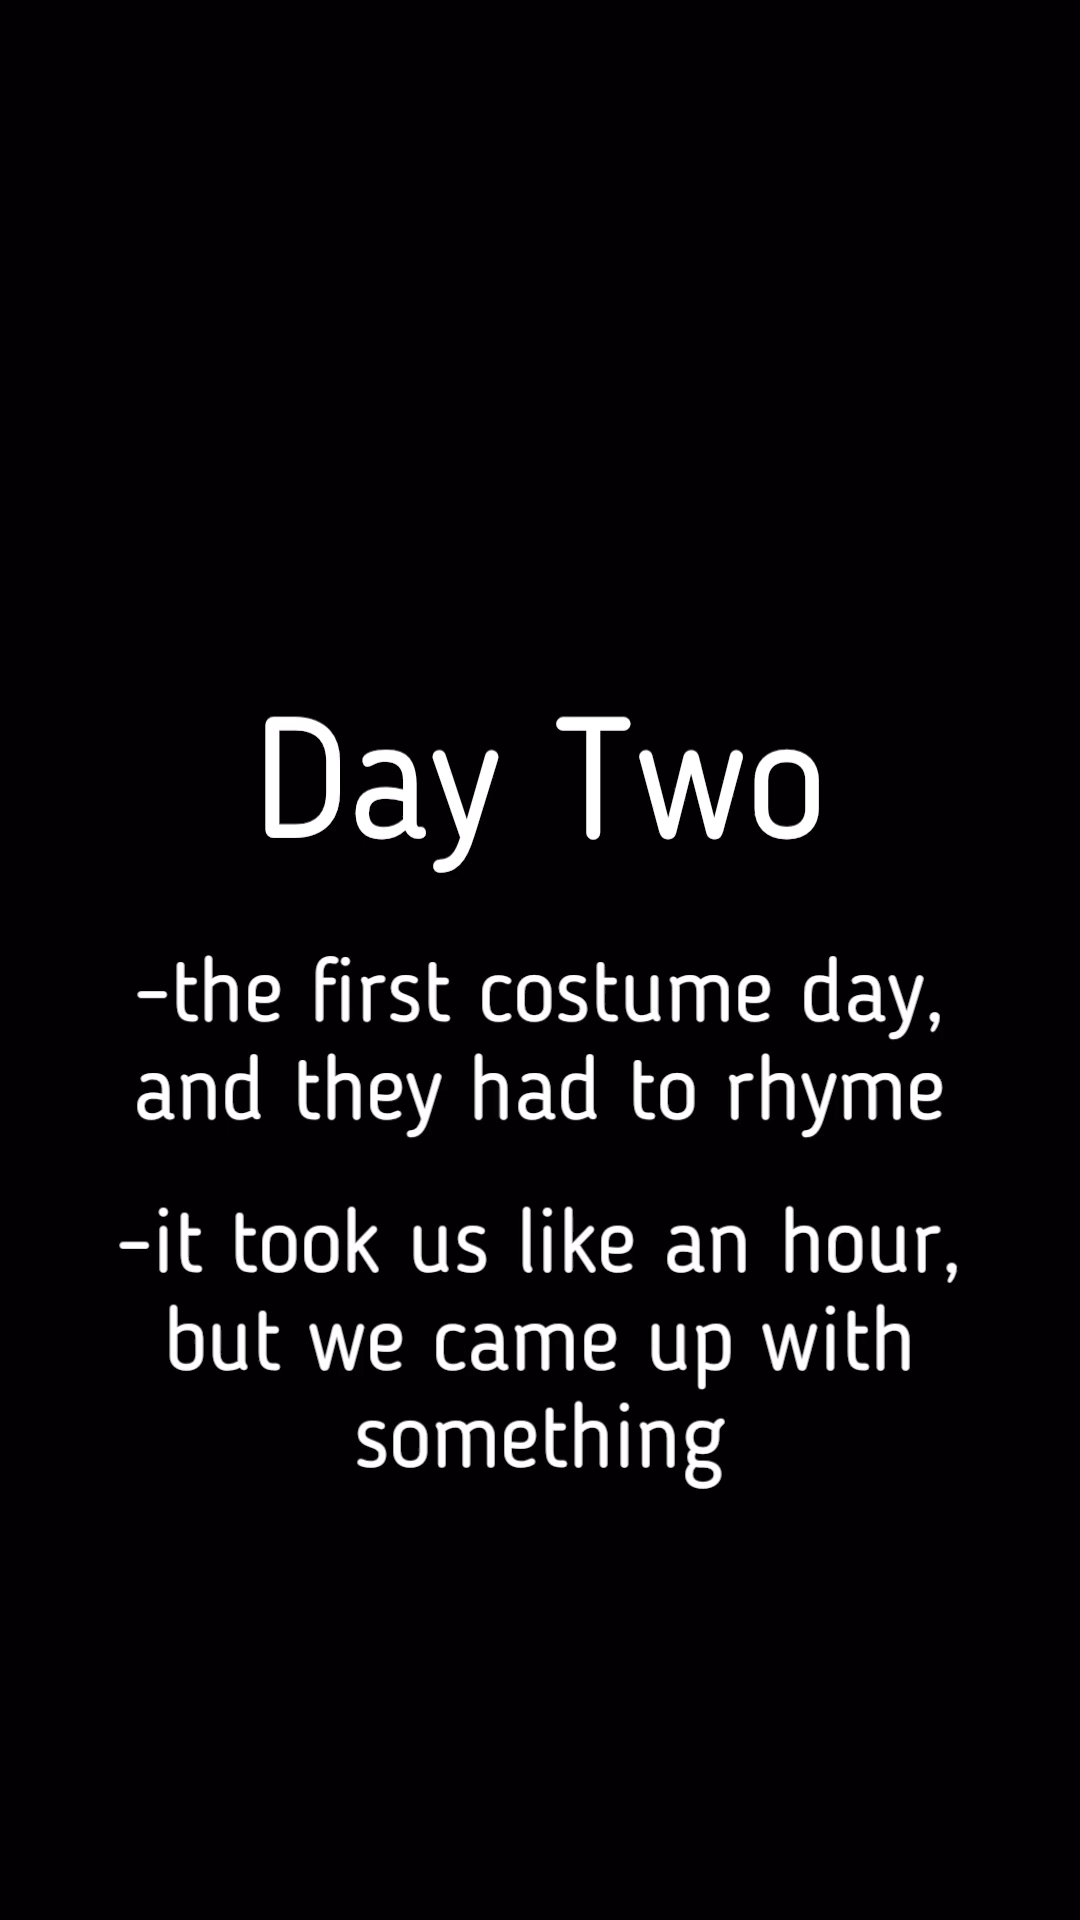 Day Two
-the first costume day,
and they had to rhyme
-it took us like an hour,
but we came up with
something